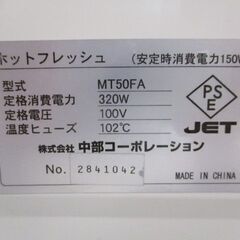 ホットフレッシュ （安定時消費電力150W
型式 MT50FA
定格消費電力 320W
定格電圧 100V
温度ヒューズ 102℃
PSE
JET
株式会社 中部コーポレーション
No. 2841042
MADE IN CHINA